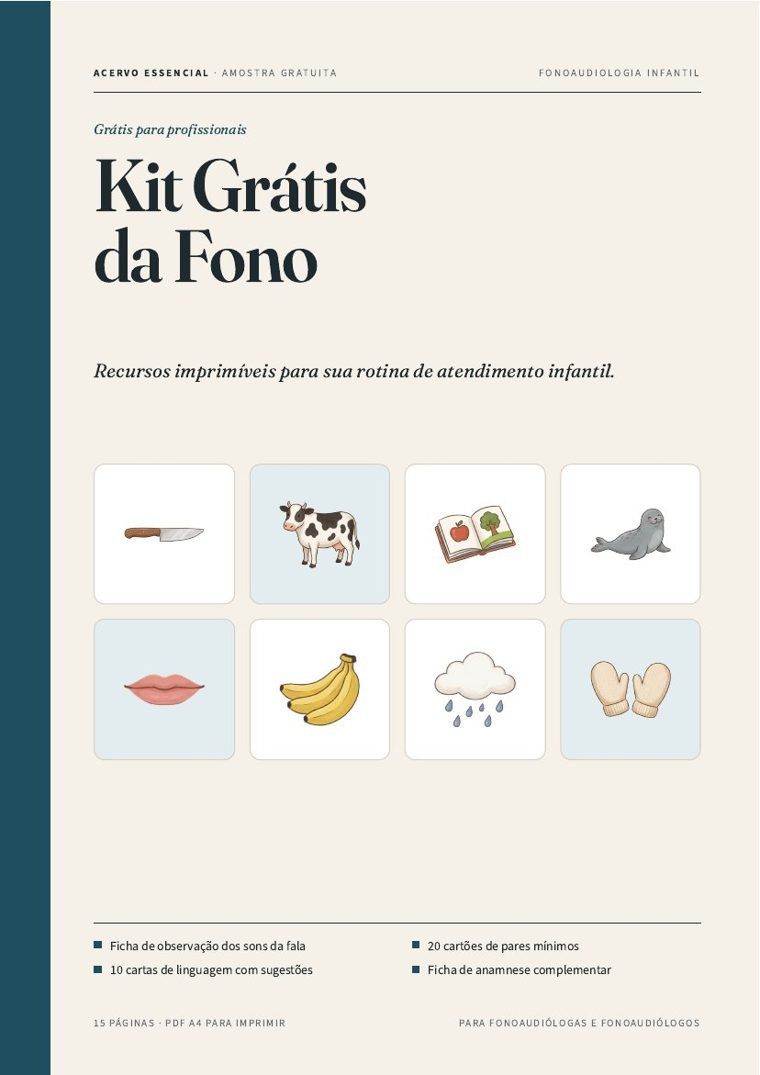 ACERVO ESSENCIAL · AMOSTRA GRATUITA
FONOAUDIOLOGIA INFANTIL
Grátis para profissionais
Kit Grátis
da Fono
Recursos imprimíveis para sua rotina de atendimento infantil.
Ficha de observação dos sons da fala
20 cartões de pares mínimos
10 cartas de linguagem com sugestões
Ficha de anamnese complementar
15 PÁGINAS · PDF A4 PARA IMPRIMIR
PARA FONOAUDIÓLOGAS E FONOAUDIÓLOGOS